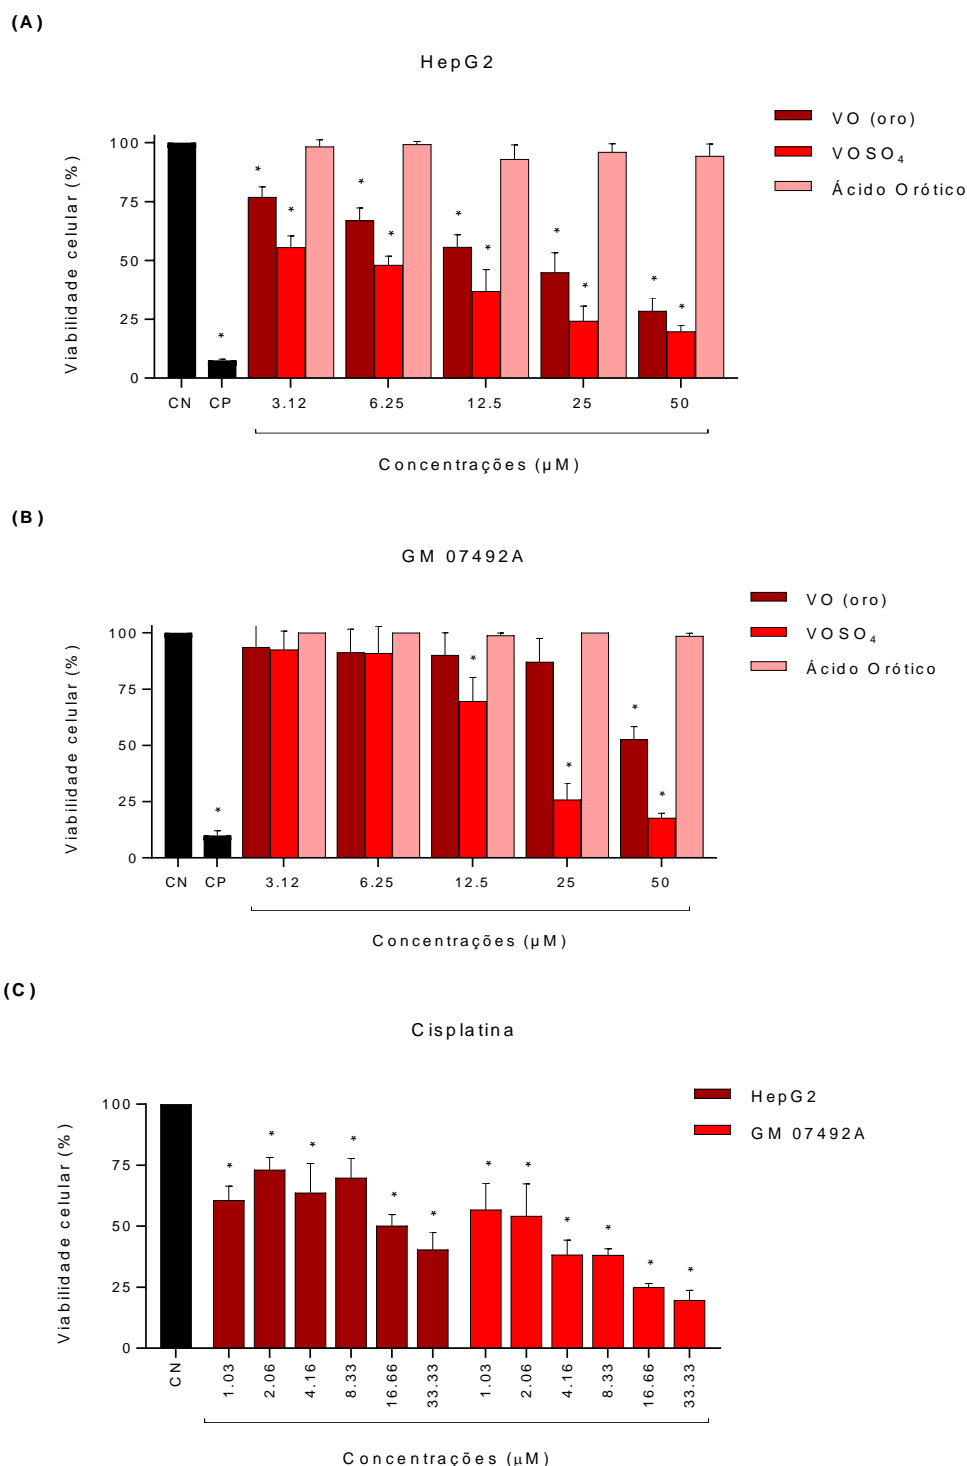 (A)
HepG2
VO (oro)
VOSO₄
Ácido Orótico
Viabilidade celular (%)
100
75
50
25
0
* * * * * * * * * * *
CN CP 3.12 6.25 12.5 25 50
Concentrações (µM)
(B)
GM 07492A
VO (oro)
VOSO₄
Ácido Orótico
Viabilidade celular (%)
100
75
50
25
0
* * * * *
CN CP 3.12 6.25 12.5 25 50
Concentrações (µM)
(C)
Cisplatina
HepG2
GM 07492A
Viabilidade celular (%)
100
75
50
25
0
* * * * * * * * * * * *
CN 1.03 2.06 4.16 8.33 16.66 33.33 1.03 2.06 4.16 8.33 16.66 33.33
Concentrações (µM)